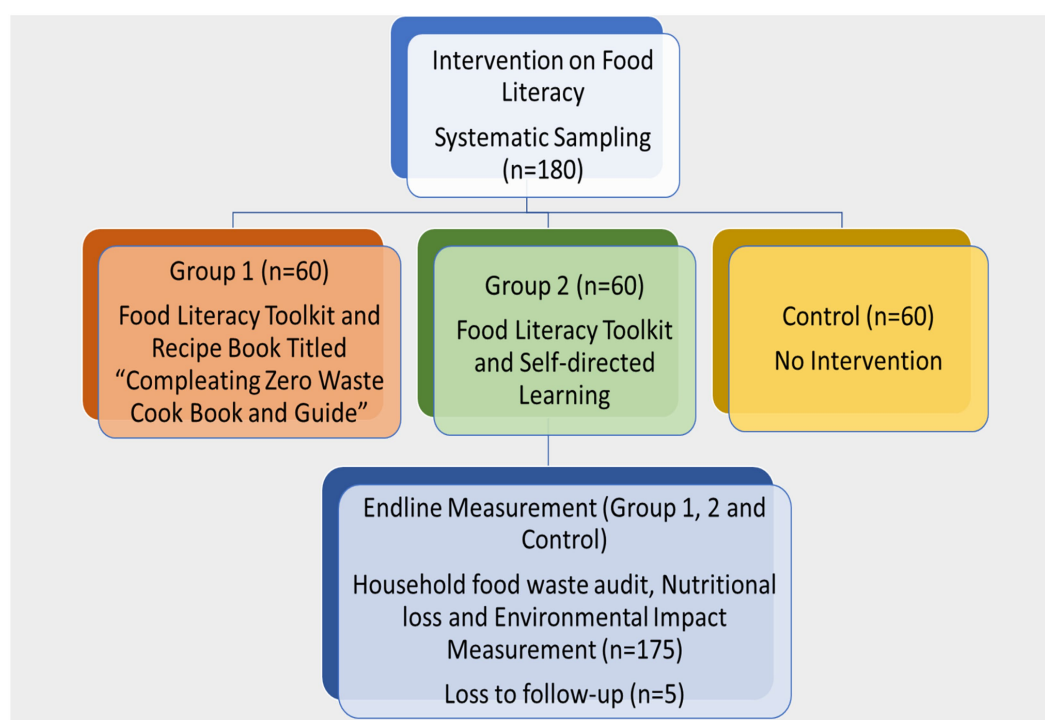 Intervention on Food
Literacy
Systematic Sampling
(n=180)
Group 1 (n=60)
Food Literacy Toolkit and
Recipe Book Titled
“Compleating Zero Waste
Cook Book and Guide”
Group 2 (n=60)
Food Literacy Toolkit
and Self-directed
Learning
Control (n=60)
No Intervention
Endline Measurement (Group 1, 2 and
Control)
Household food waste audit, Nutritional
loss and Environmental Impact
Measurement (n=175)
Loss to follow-up (n=5)